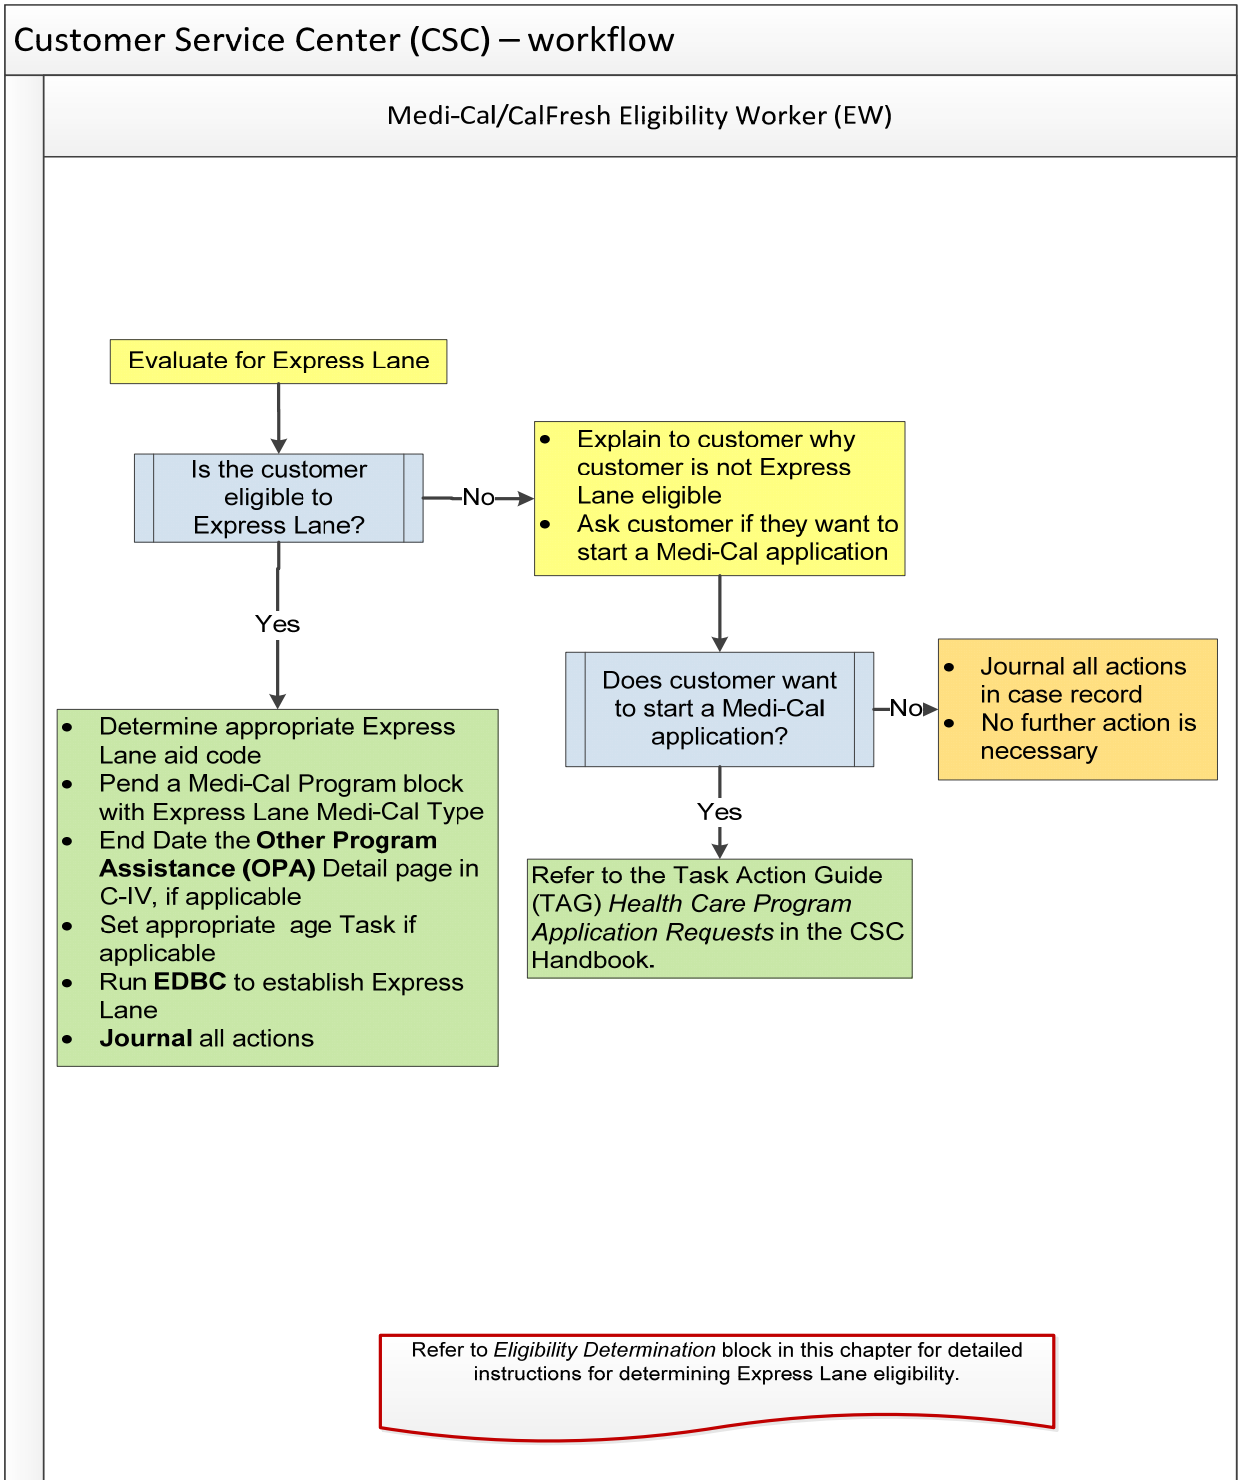 Customer Service Center (CSC) – workflow
Medi-Cal/CalFresh Eligibility Worker (EW)
Evaluate for Express Lane
Is the customer
eligible to
Express Lane?
No
• Explain to customer why
customer is not Express
Lane eligible
• Ask customer if they want to
start a Medi-Cal application
Yes
Does customer want
to start a Medi-Cal
application?
No
• Journal all actions
in case record
• No further action is
necessary
• Determine appropriate Express
Lane aid code
• Pend a Medi-Cal Program block
with Express Lane Medi-Cal Type
• End Date the Other Program
Assistance (OPA) Detail page in
C-IV, if applicable
• Set appropriate  age Task if
applicable
• Run EDBC to establish Express
Lane
• Journal all actions
Yes
Refer to the Task Action Guide
(TAG) Health Care Program
Application Requests in the CSC
Handbook.
Refer to Eligibility Determination block in this chapter for detailed
instructions for determining Express Lane eligibility.